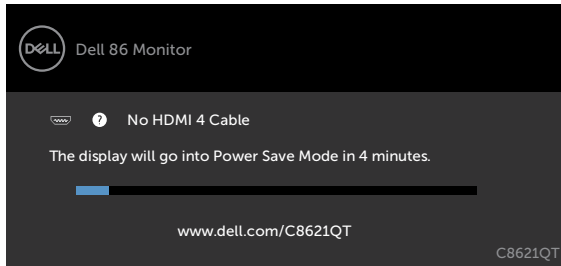 DELL
Dell 86 Monitor
? No HDMI 4 Cable
The display will go into Power Save Mode in 4 minutes.
www.dell.com/C8621QT
C8621QT